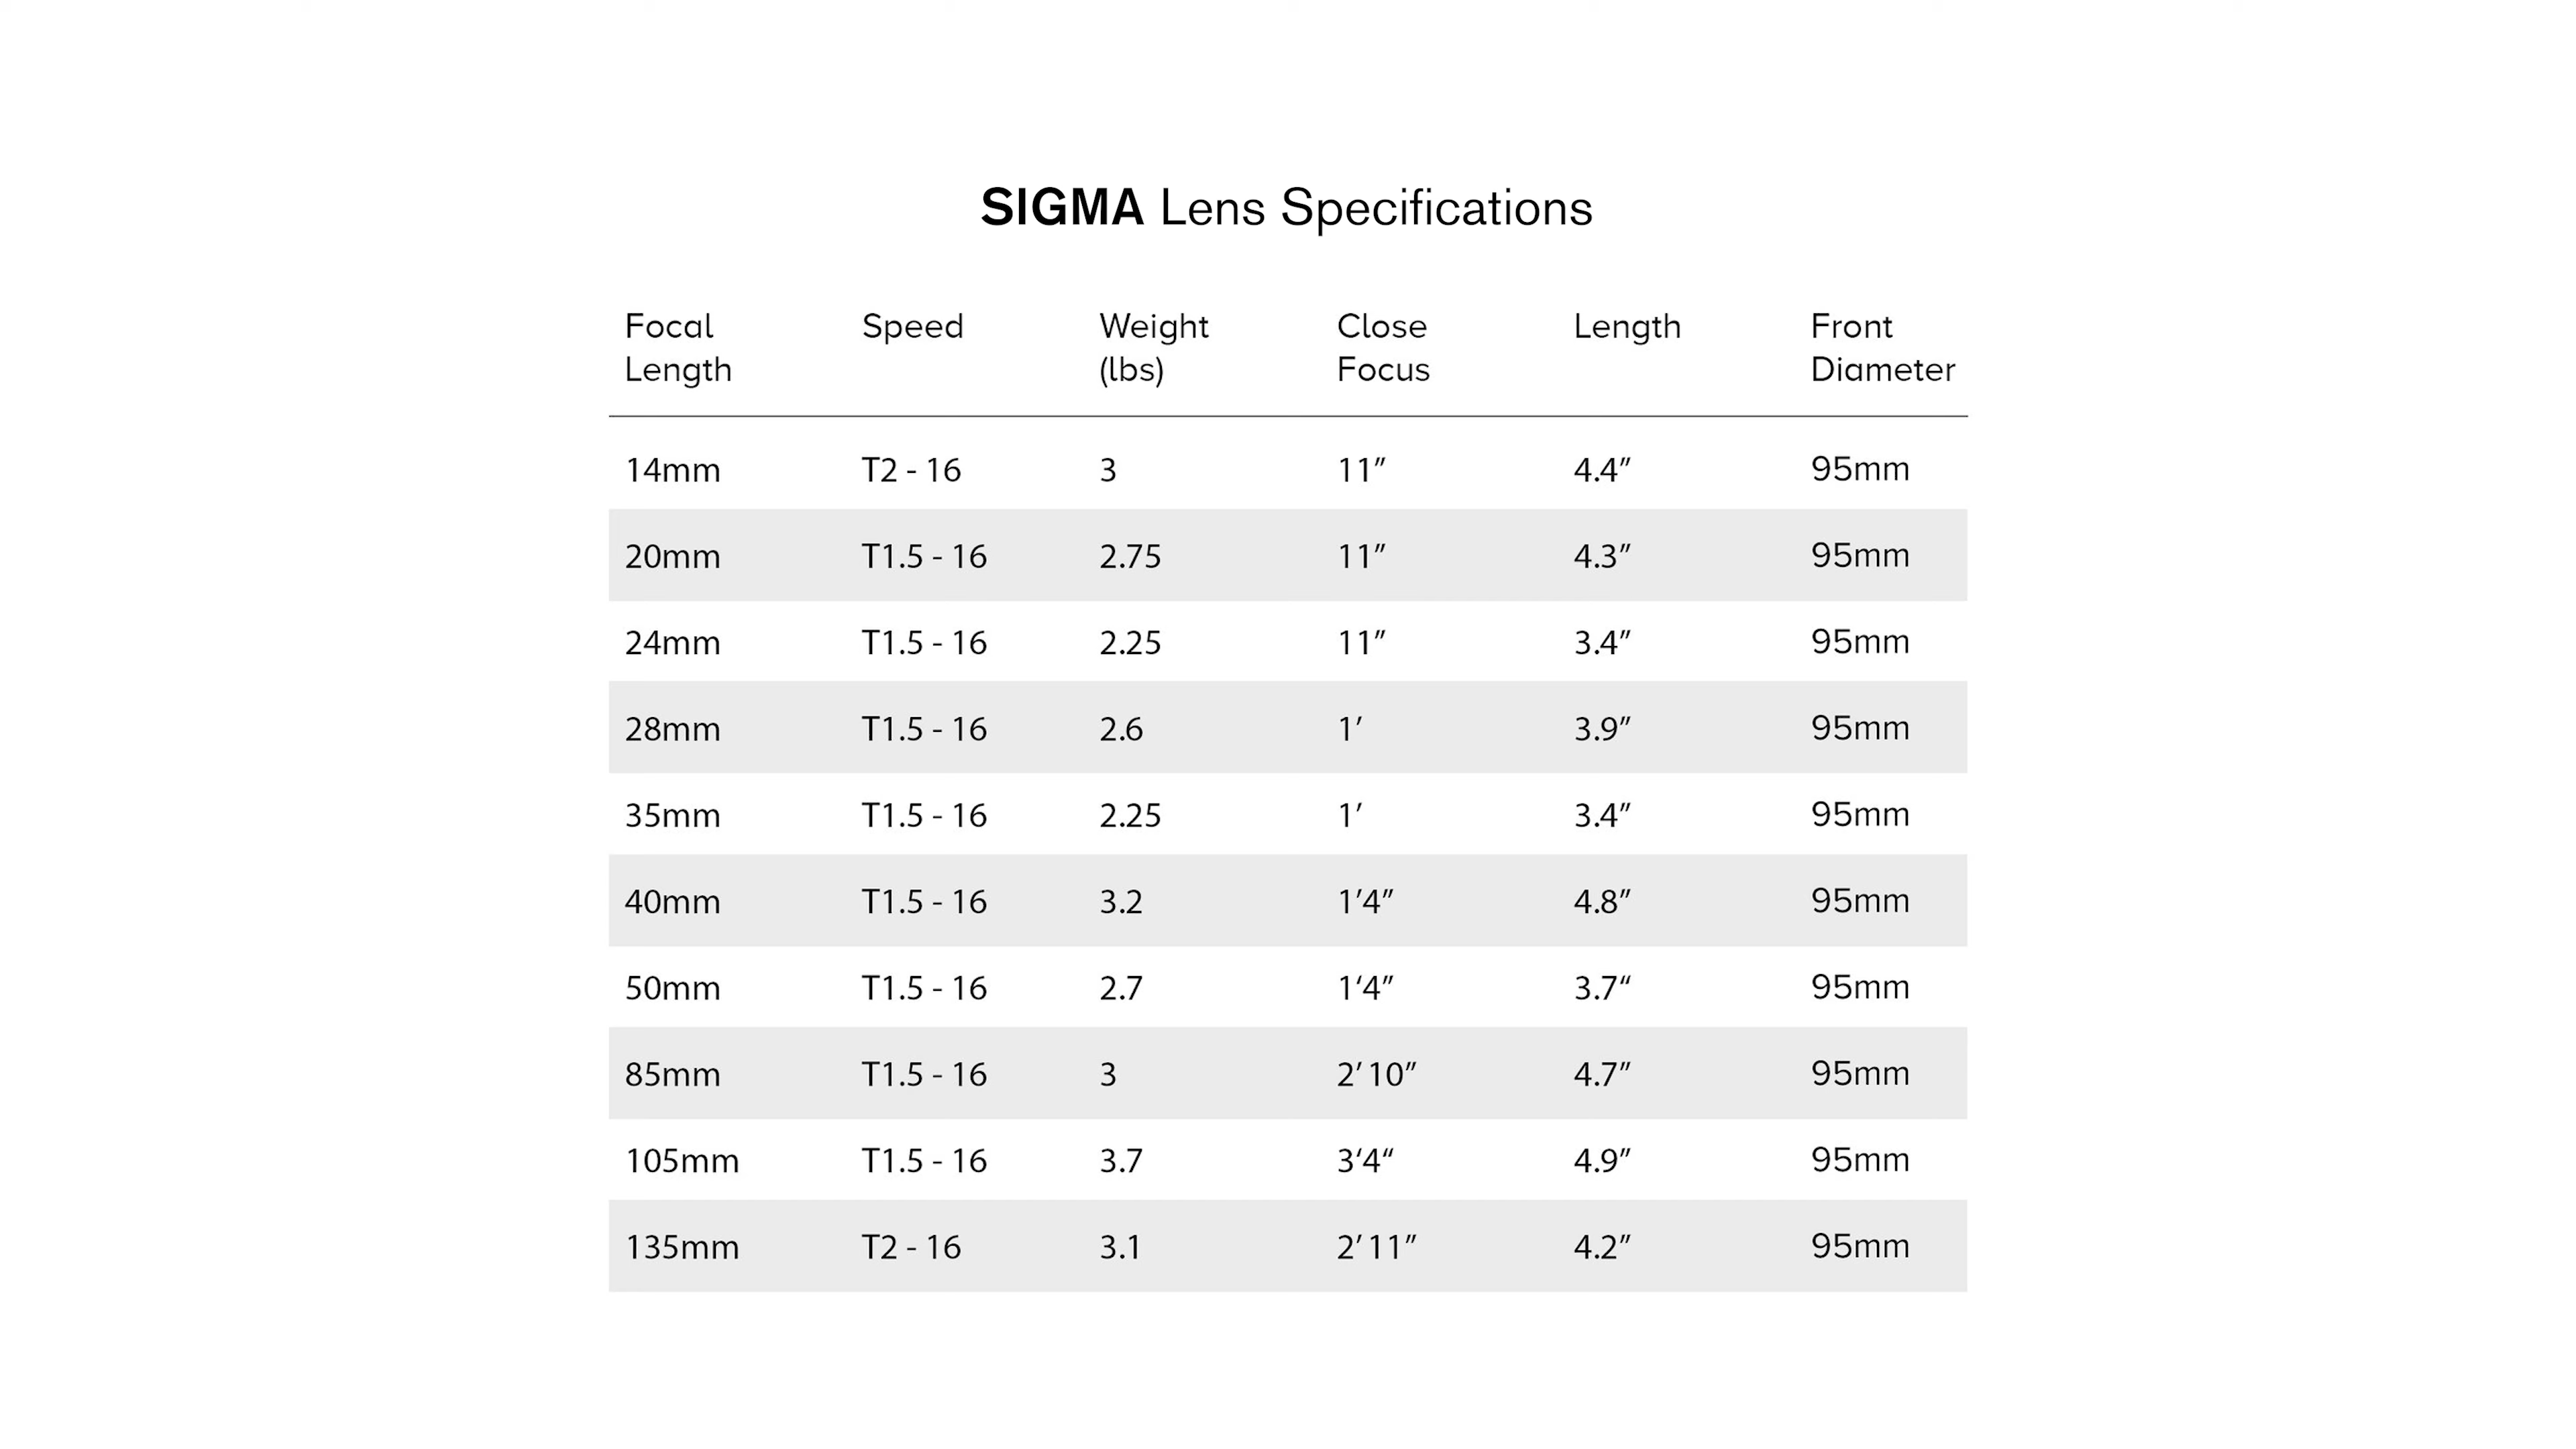 SIGMA Lens Specifications
Focal Length Speed Weight (lbs) Close Focus Length Front Diameter
14mm T2 - 16 3 11″ 4.4″ 95mm
20mm T1.5 - 16 2.75 11″ 4.3″ 95mm
24mm T1.5 - 16 2.25 11″ 3.4″ 95mm
28mm T1.5 - 16 2.6 1′ 3.9″ 95mm
35mm T1.5 - 16 2.25 1′ 3.4″ 95mm
40mm T1.5 - 16 3.2 1′4″ 4.8″ 95mm
50mm T1.5 - 16 2.7 1‘4″ 3.7“ 95mm
85mm T1.5 - 16 3 2′ 10″ 4.7″ 95mm
105mm T1.5 - 16 3.7 3‘4“ 4.9″ 95mm
135mm T2 - 16 3.1 2′ 11″ 4.2″ 95mm